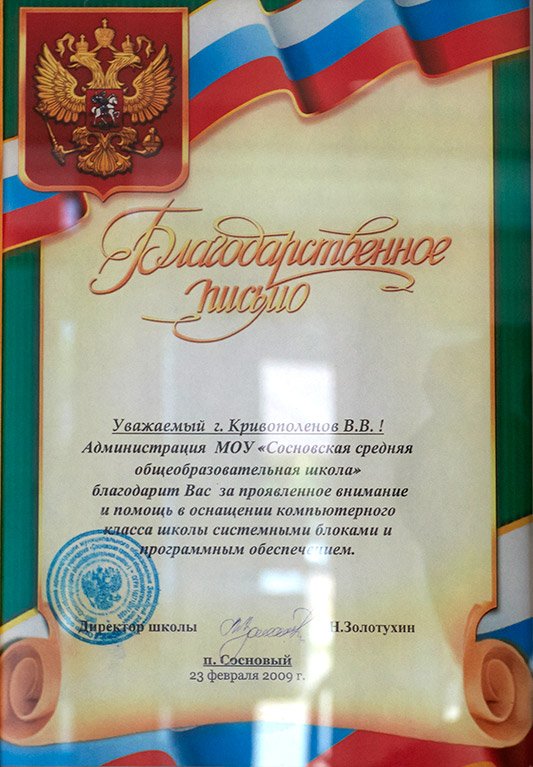 Благодарственное
письмо
Уважаемый г. Кривополенов В.В. !
Администрация МОУ «Сосновская средняя
общеобразовательная школа»
благодарит Вас за проявленное внимание
и помощь в оснащении компьютерного
класса школы системными блоками и
программным обеспечением.
Директор школы Н.Золотухин
п. Сосновый
23 февраля 2009 г.